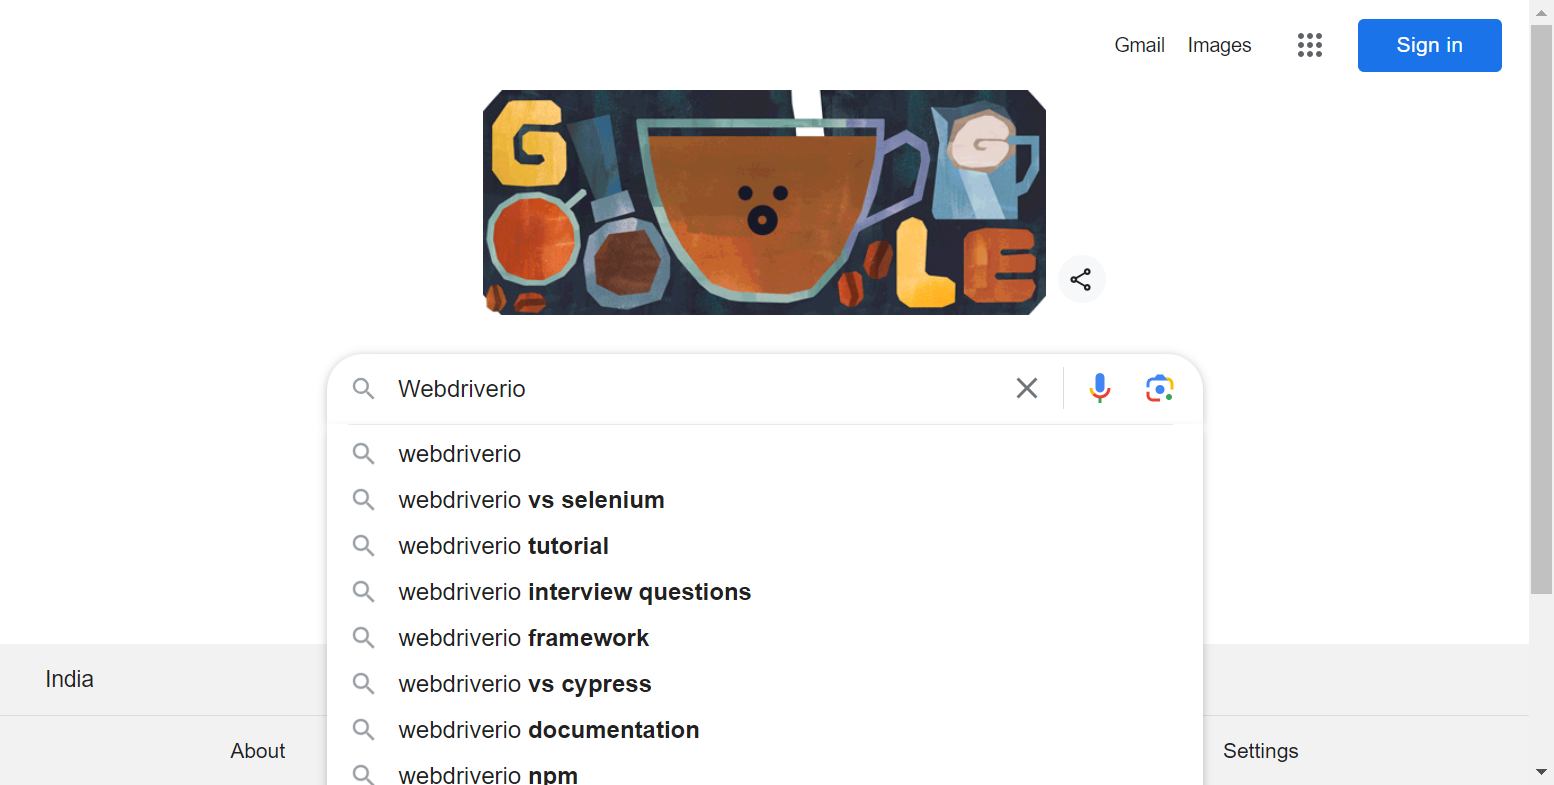 Gmail Images Sign in
GOOGLE
Webdriverio
webdriverio
webdriverio vs selenium
webdriverio tutorial
webdriverio interview questions
webdriverio framework
webdriverio vs cypress
webdriverio documentation
webdriverio npm
India
About Settings